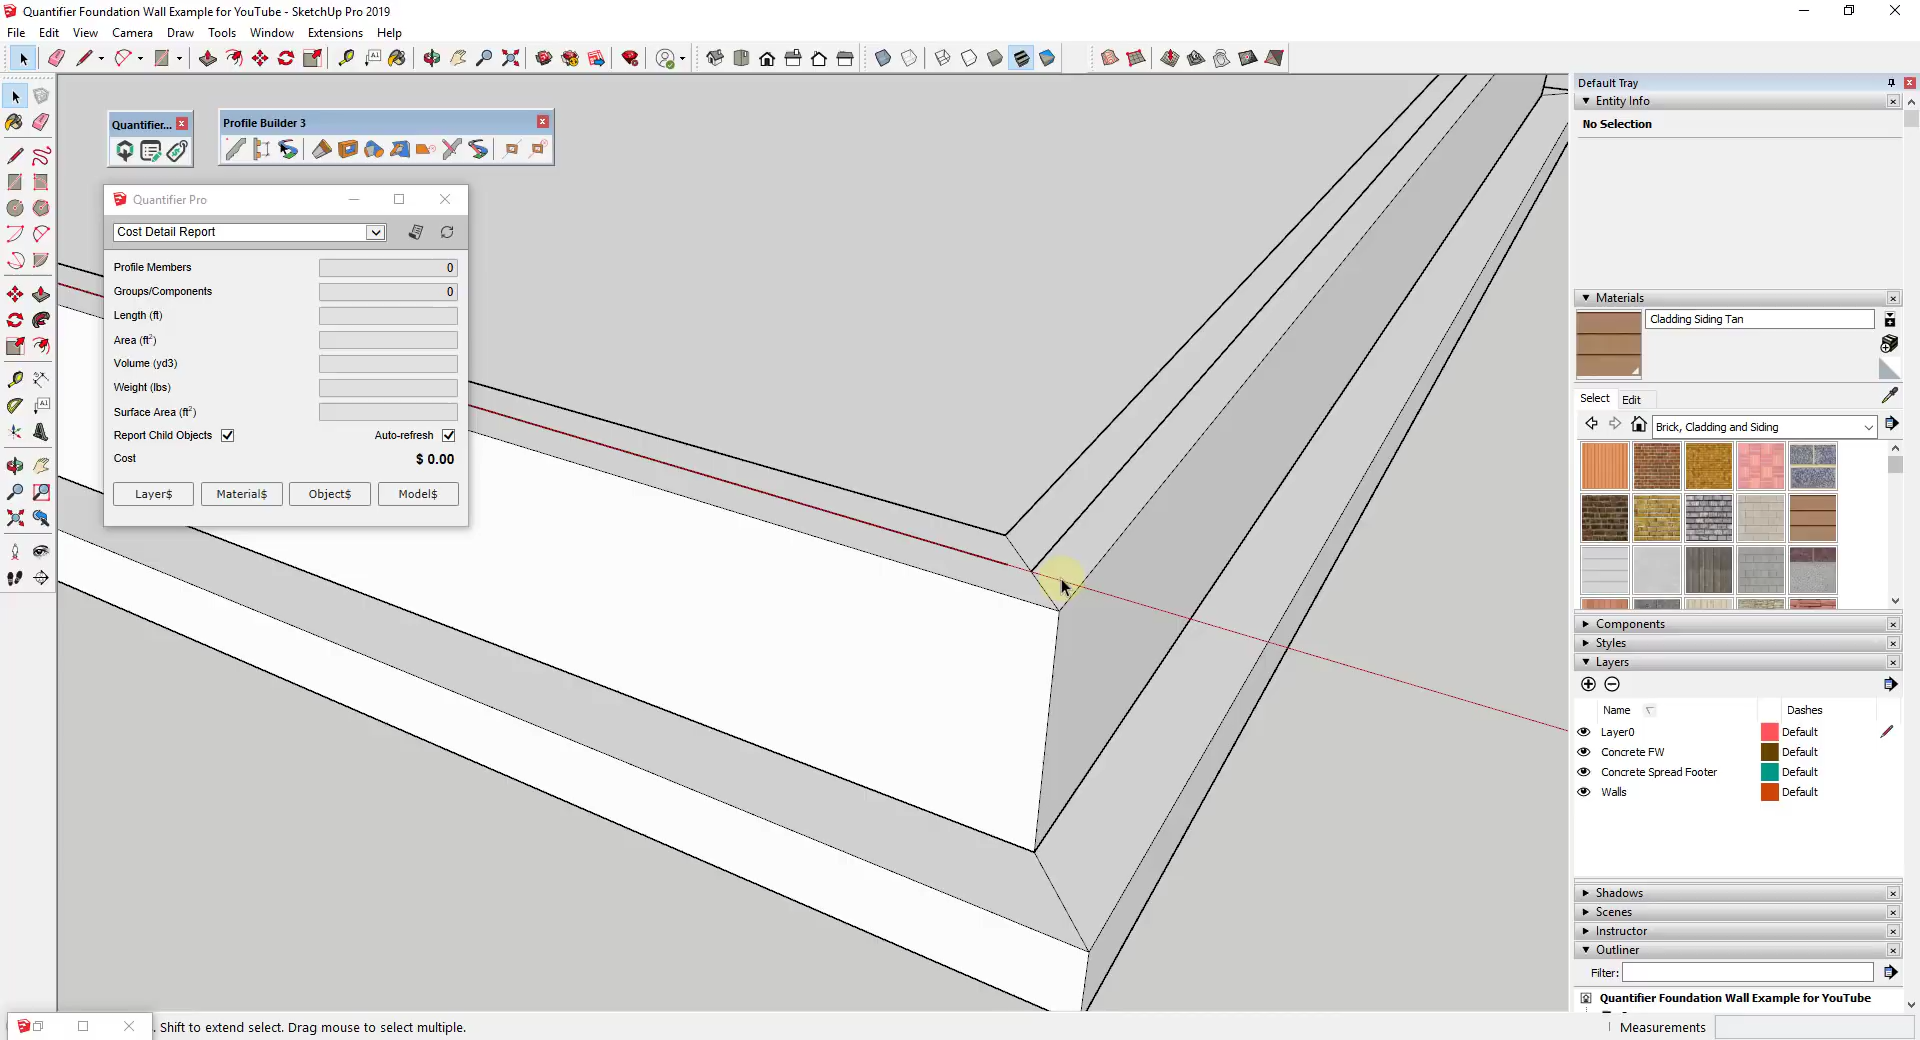 Quantifier Foundation Wall Example for YouTube - SketchUp Pro 2019
File Edit View Camera Draw Tools Window Extensions Help
Default Tray
Entity Info
No Selection
Quantifier...
Profile Builder 3
Quantifier Pro
Cost Detail Report
Profile Members 0
Groups/Components 0
Length (ft)
Area (ft²)
Volume (yd3)
Weight (lbs)
Surface Area (ft²)
Report Child Objects Auto-refresh
Cost $ 0.00
Layer$ Material$ Object$ Model$
Materials
Cladding Siding Tan
Select Edit
Brick, Cladding and Siding
Components
Styles
Layers
Name Dashes
Layer0 Default
Concrete FW Default
Concrete Spread Footer Default
Walls Default
Shadows
Scenes
Instructor
Outliner
Filter:
Quantifier Foundation Wall Example for YouTube
. Shift to extend select. Drag mouse to select multiple.
Measurements